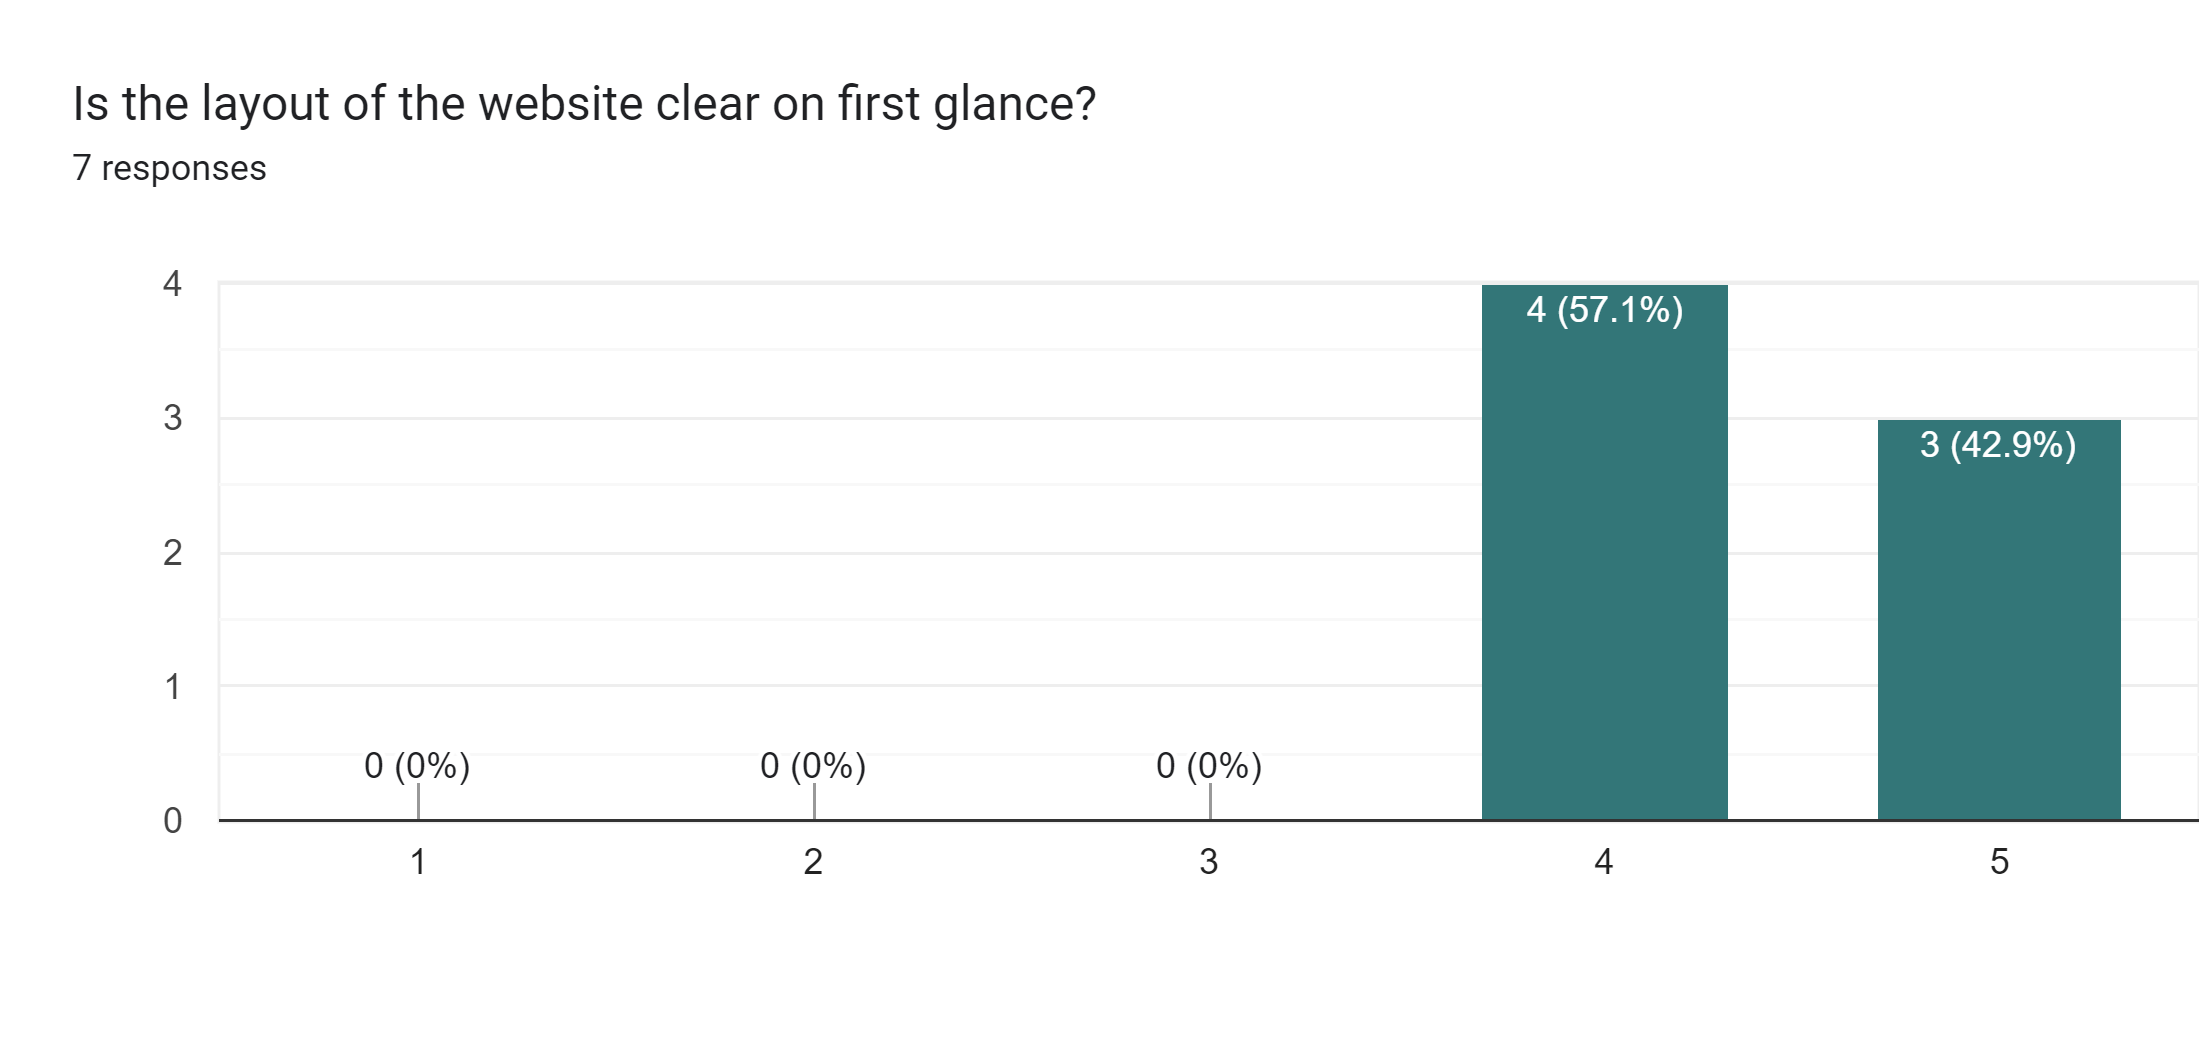 Is the layout of the website clear on first glance?
7 responses
4
4 (57.1%)
3
3 (42.9%)
2
1
0 (0%) 0 (0%) 0 (0%)
0
1 2 3 4 5